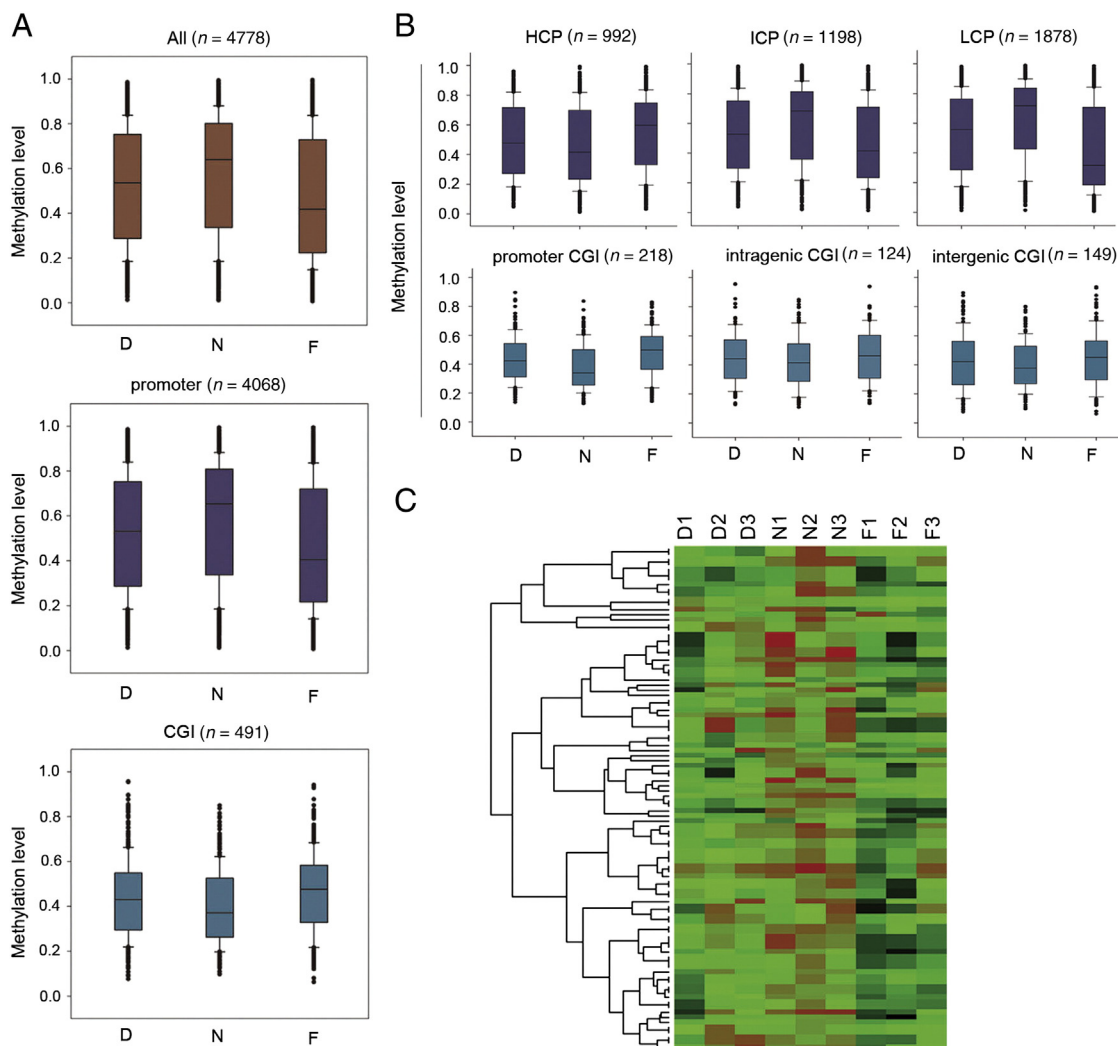 A
All (n = 4778)
Methylation level
1.0
0.8
0.6
0.4
0.2
0.0
D N F
promoter (n = 4068)
Methylation level
1.0
0.8
0.6
0.4
0.2
0.0
D N F
CGI (n = 491)
Methylation level
1.0
0.8
0.6
0.4
0.2
0.0
D N F
B
Methylation level
HCP (n = 992) ICP (n = 1198) LCP (n = 1878)
1.0
0.8
0.6
0.4
0.2
0.0
promoter CGI (n = 218) intragenic CGI (n = 124) intergenic CGI (n = 149)
1.0
0.8
0.6
0.4
0.2
0.0
D N F D N F D N F
C
D1 D2 D3 N1 N2 N3 F1 F2 F3